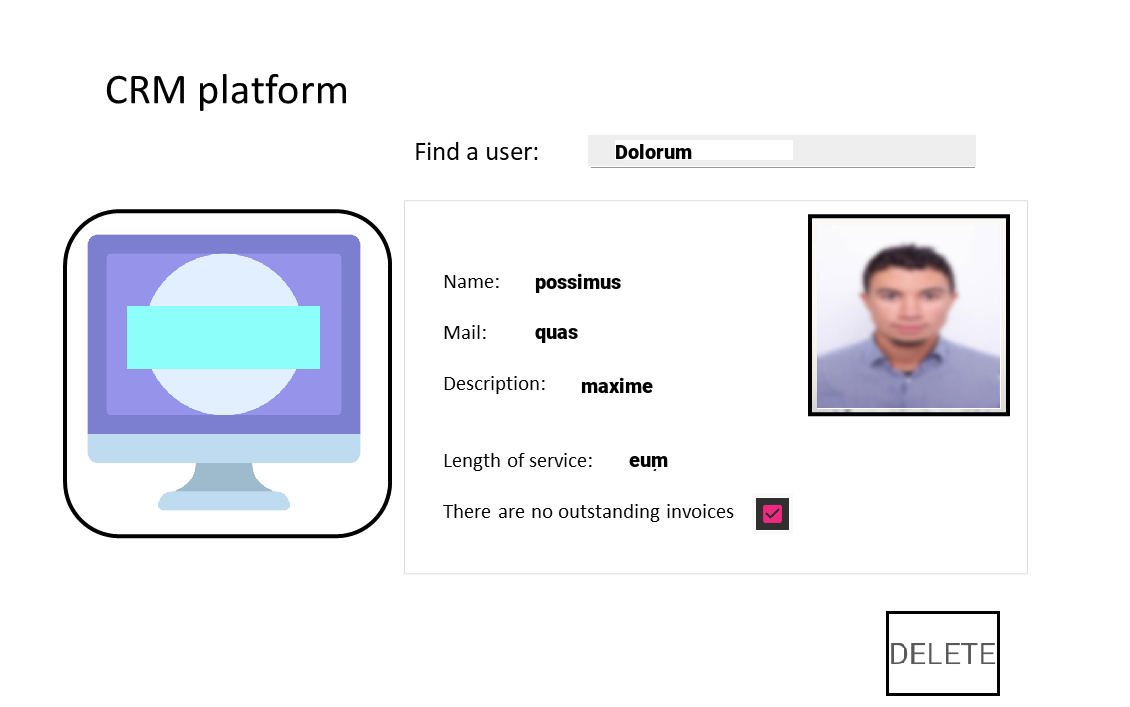 CRM platform
Find a user: Dolorum
Name: possimus
Mail: quas
Description: maxime
Length of service: eum
There are no outstanding invoices
DELETE